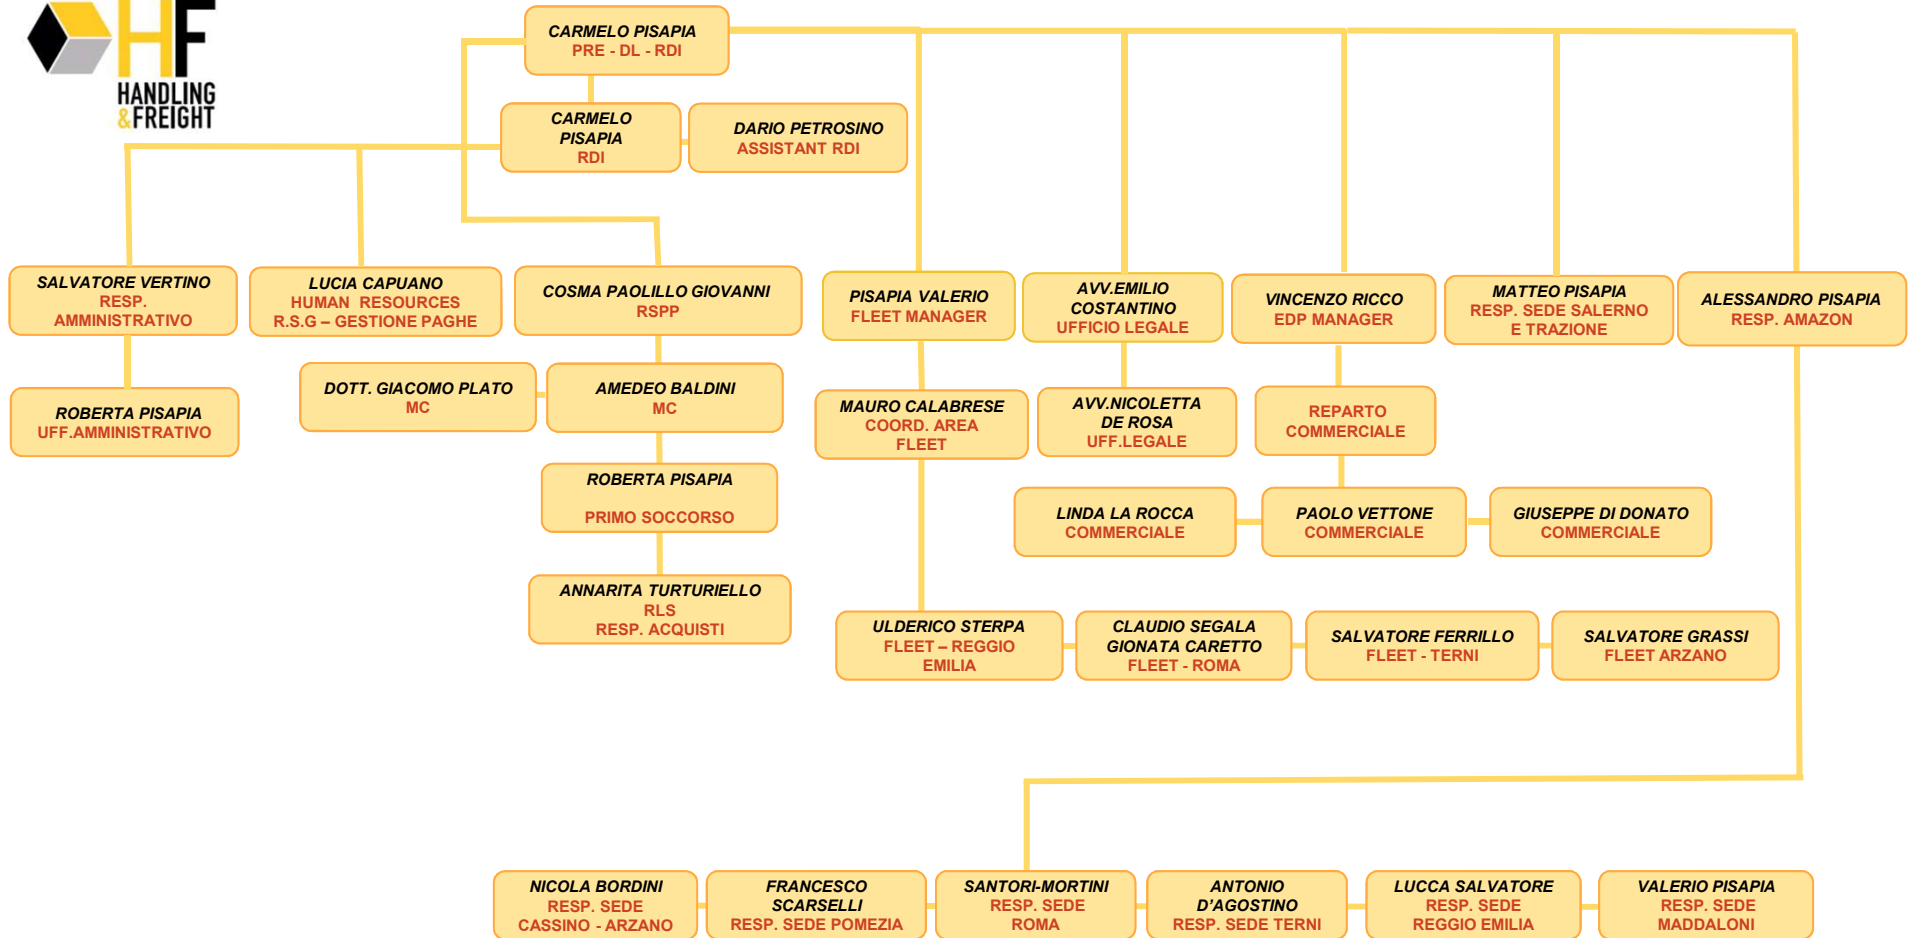 HF
HANDLING
&FREIGHT
CARMELO PISAPIA
PRE - DL - RDI
CARMELO
PISAPIA
RDI
DARIO PETROSINO
ASSISTANT RDI
SALVATORE VERTINO
RESP.
AMMINISTRATIVO
LUCIA CAPUANO
HUMAN RESOURCES
R.S.G – GESTIONE PAGHE
COSMA PAOLILLO GIOVANNI
RSPP
PISAPIA VALERIO
FLEET MANAGER
AVV.EMILIO
COSTANTINO
UFFICIO LEGALE
VINCENZO RICCO
EDP MANAGER
MATTEO PISAPIA
RESP. SEDE SALERNO
E TRAZIONE
ALESSANDRO PISAPIA
RESP. AMAZON
ROBERTA PISAPIA
UFF.AMMINISTRATIVO
DOTT. GIACOMO PLATO
MC
AMEDEO BALDINI
MC
MAURO CALABRESE
COORD. AREA
FLEET
AVV.NICOLETTA
DE ROSA
UFF.LEGALE
REPARTO
COMMERCIALE
ROBERTA PISAPIA
PRIMO SOCCORSO
LINDA LA ROCCA
COMMERCIALE
PAOLO VETTONE
COMMERCIALE
GIUSEPPE DI DONATO
COMMERCIALE
ANNARITA TURTURIELLO
RLS
RESP. ACQUISTI
ULDERICO STERPA
FLEET – REGGIO
EMILIA
CLAUDIO SEGALA
GIONATA CARETTO
FLEET - ROMA
SALVATORE FERRILLO
FLEET - TERNI
SALVATORE GRASSI
FLEET ARZANO
NICOLA BORDINI
RESP. SEDE
CASSINO - ARZANO
FRANCESCO
SCARSELLI
RESP. SEDE POMEZIA
SANTORI-MORTINI
RESP. SEDE
ROMA
ANTONIO
D’AGOSTINO
RESP. SEDE TERNI
LUCCA SALVATORE
RESP. SEDE
REGGIO EMILIA
VALERIO PISAPIA
RESP. SEDE
MADDALONI